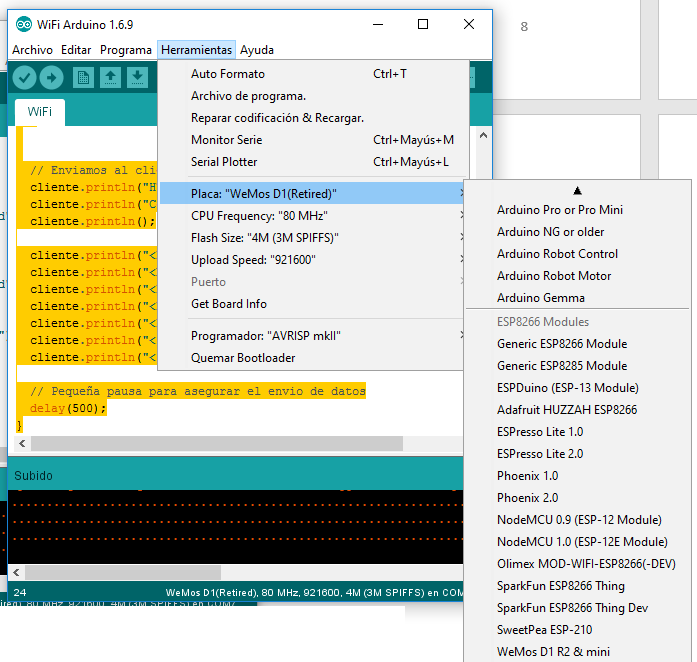 8
WiFi Arduino 1.6.9
Archivo Editar Programa Herramientas Ayuda
WiFi
Auto Formato Ctrl+T
Archivo de programa.
Reparar codificación & Recargar.
Monitor Serie Ctrl+Mayús+M
Serial Plotter Ctrl+Mayús+L
Placa: "WeMos D1(Retired)"
CPU Frequency: "80 MHz"
Flash Size: "4M (3M SPIFFS)"
Upload Speed: "921600"
Puerto
Get Board Info
Programador: "AVRISP mkII"
Quemar Bootloader
// Enviamos al cli
cliente.println("H
cliente.println("C
cliente.println();
cliente.println("<
cliente.println("<
cliente.println("<
cliente.println("<
cliente.println("<
cliente.println("<
cliente.println("<
// Pequeña pausa para asegurar el envio de datos
delay(500);
}
Arduino Pro or Pro Mini
Arduino NG or older
Arduino Robot Control
Arduino Robot Motor
Arduino Gemma
ESP8266 Modules
Generic ESP8266 Module
Generic ESP8285 Module
ESPDuino (ESP-13 Module)
Adafruit HUZZAH ESP8266
ESPresso Lite 1.0
ESPresso Lite 2.0
Phoenix 1.0
Phoenix 2.0
NodeMCU 0.9 (ESP-12 Module)
NodeMCU 1.0 (ESP-12E Module)
Olimex MOD-WIFI-ESP8266(-DEV)
SparkFun ESP8266 Thing
SparkFun ESP8266 Thing Dev
SweetPea ESP-210
WeMos D1 R2 & mini
Subido
24 WeMos D1(Retired), 80 MHz, 921600, 4M (3M SPIFFS) en COM